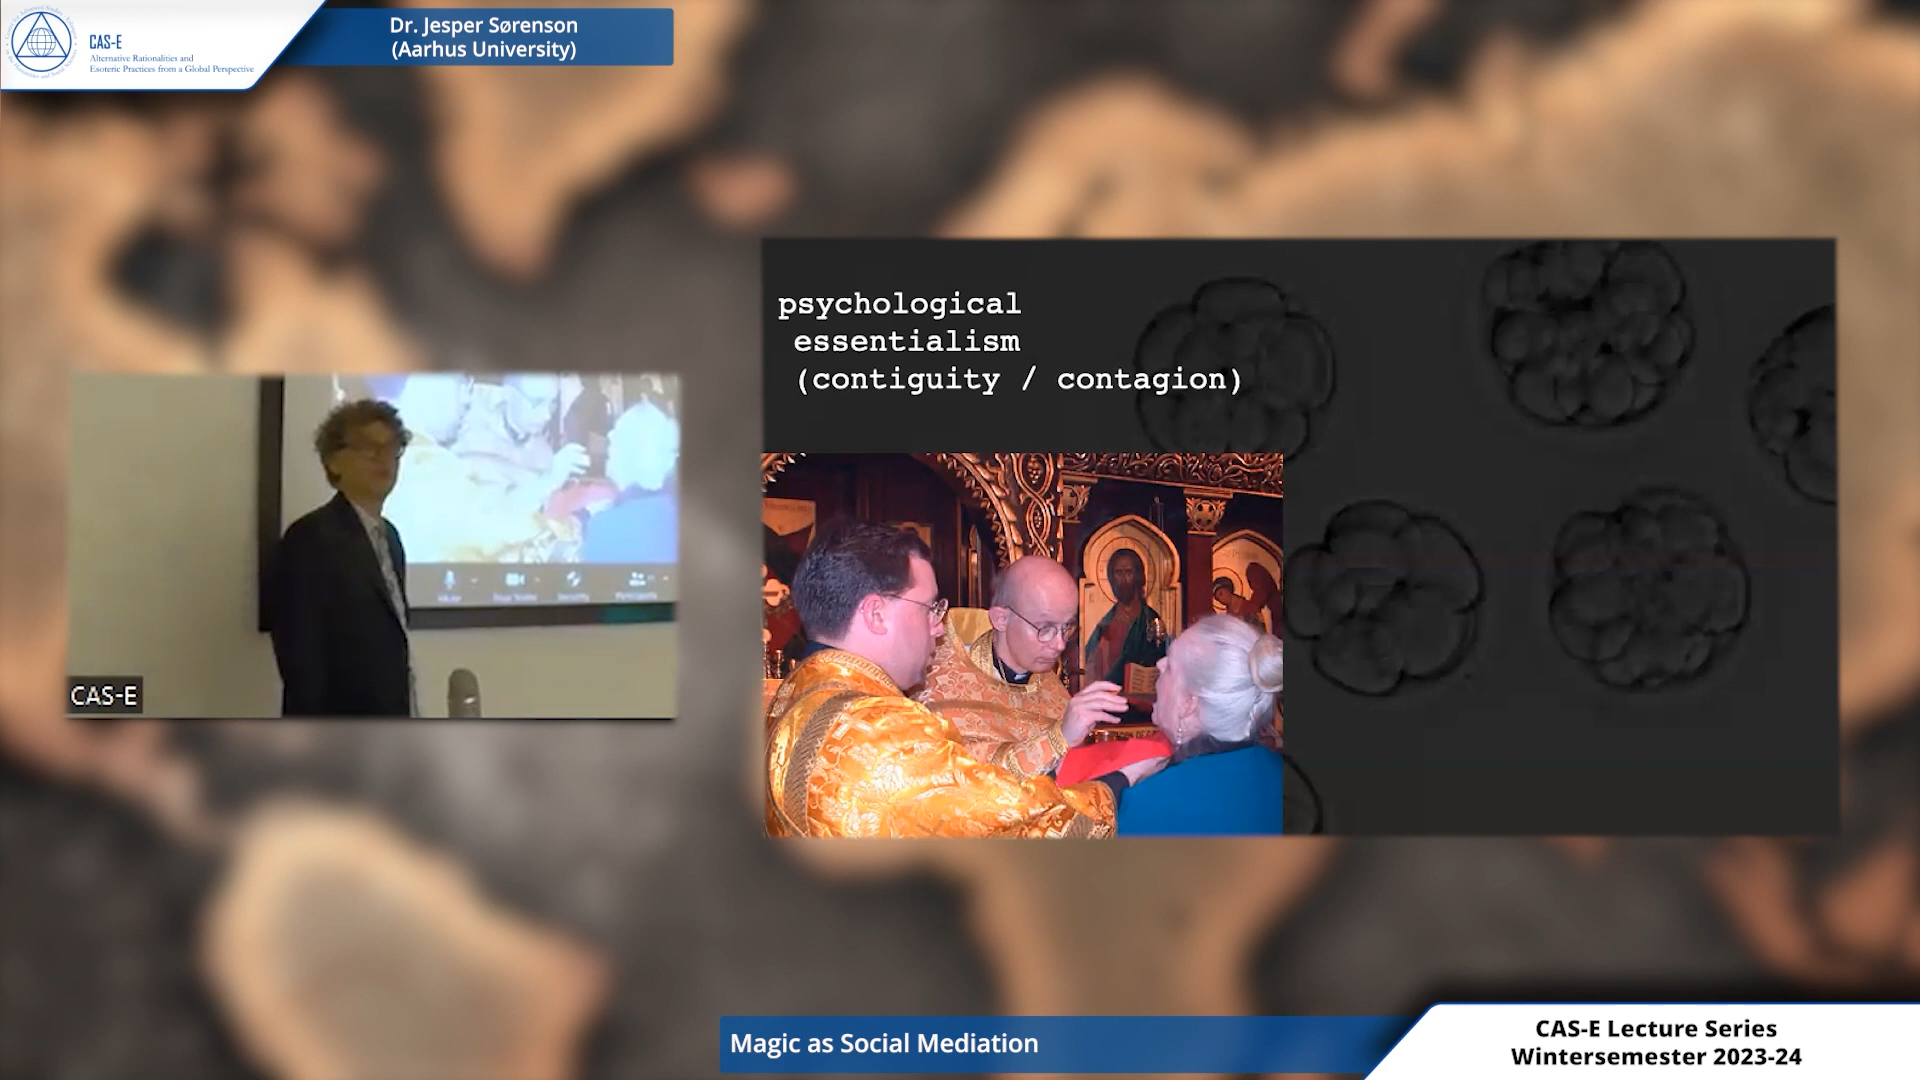 CAS-E
Alternative Rationalities and
Esoteric Practices from a Global Perspective
Dr. Jesper Sørenson
(Aarhus University)
psychological
essentialism
(contiguity / contagion)
CAS-E
Magic as Social Mediation
CAS-E Lecture Series
Wintersemester 2023-24